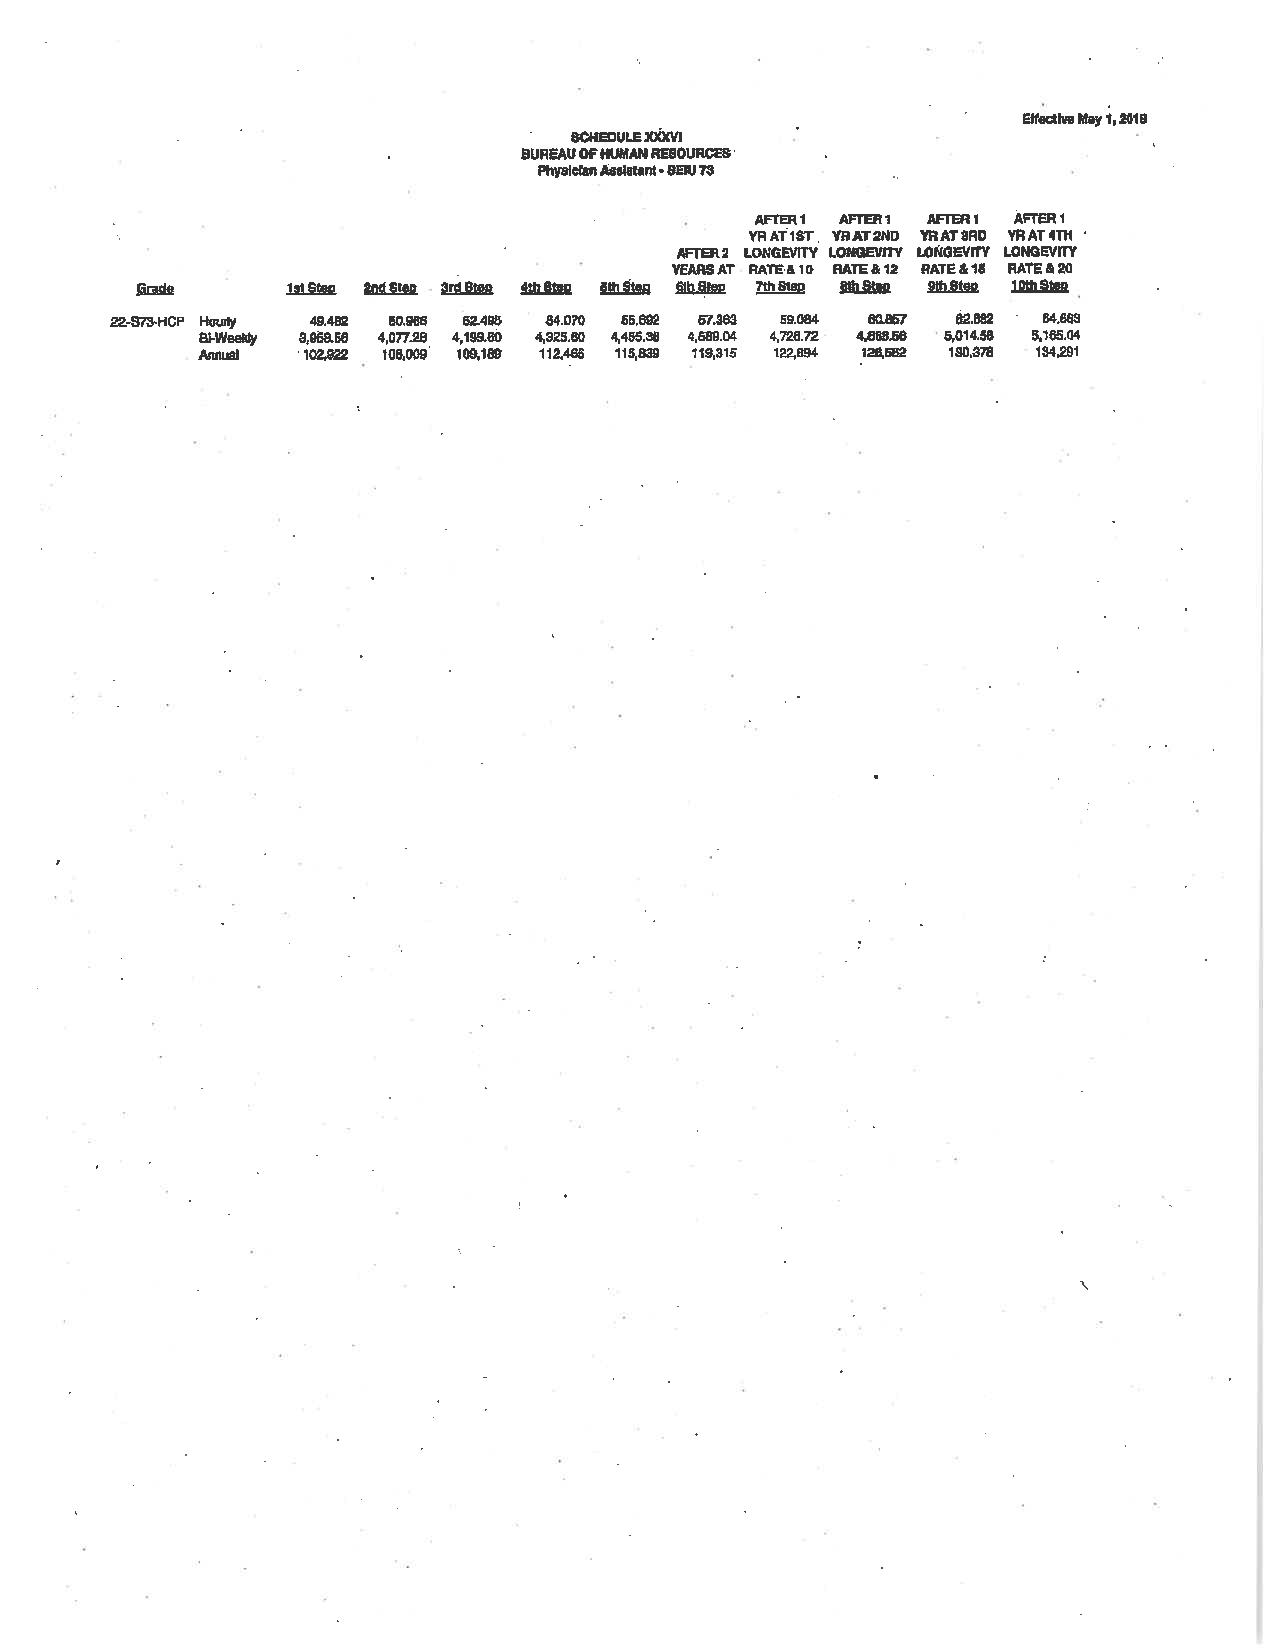 Effective May 1,
SCHEDULE XXXVI
BUREAU OF HUMAN RESOURCES
Physician Assistant - SEIU 73
AFTER 1 AFTER 1 AFTER 1 AFTER 1
YR AT 1ST YR AT 2ND YR AT 3RD YR AT 4TH
AFTER 2 LONGEVITY LONGEVITY LONGEVITY LONGEVITY
YEARS AT RATE & 10 RATE & 12 RATE & 15 RATE & 20
Grade 1st Step 2nd Step 3rd Step 4th Step 5th Step 6th Step 7th Step 8th Step 9th Step 10th Step
22-S73-HCP Hourly 49.482 50.966 52.495 54.070 55.692 57.363 59.084 60.857 62.682 64.563
Bi-Weekly 3,958.56 4,077.28 4,199.60 4,325.60 4,455.36 4,589.04 4,726.72 4,868.56 5,014.56 5,165.04
Annual 102,922 106,009 109,189 112,465 115,839 119,315 122,894 126,582 130,378 134,291